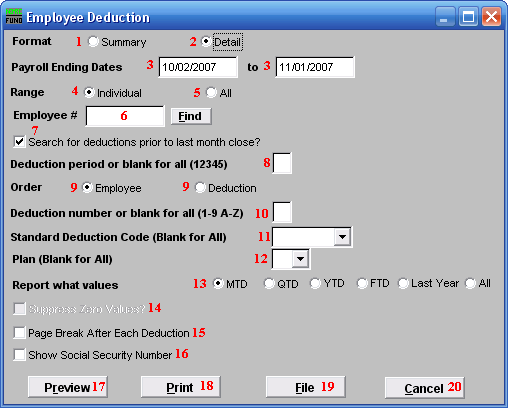 FUND Employee Deduction
Format 1 Summary 2 Detail
Payroll Ending Dates 3 10/02/2007 to 3 11/01/2007
Range 4 Individual 5 All
Employee # 6 Find
7
Search for deductions prior to last month close?
Deduction period or blank for all (12345) 8
Order 9 Employee 9 Deduction
Deduction number or blank for all (1-9 A-Z) 10
Standard Deduction Code (Blank for All) 11
Plan (Blank for All) 12
Report what values 13 MTD QTD YTD FTD Last Year All
Suppress Zero Values? 14
Page Break After Each Deduction 15
Show Social Security Number 16
Preview 17 Print 18 File 19 Cancel 20